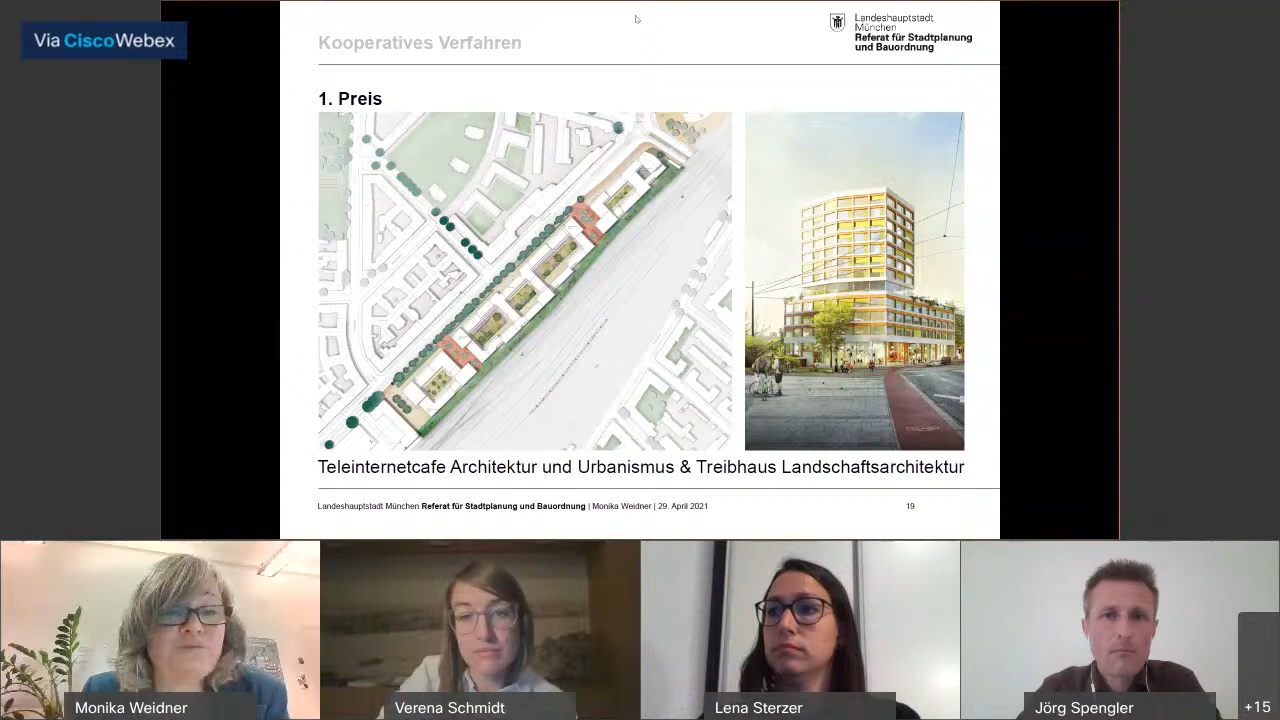 Via Cisco Webex
Kooperatives Verfahren
Landeshauptstadt
München
Referat für Stadtplanung
und Bauordnung
1. Preis
Teleinternetcafe Architektur und Urbanismus & Treibhaus Landschaftsarchitektur
Landeshauptstadt München Referat für Stadtplanung und Bauordnung | Monika Weidner | 29. April 2021
19
Monika Weidner
Verena Schmidt
Lena Sterzer
Jörg Spengler
+15